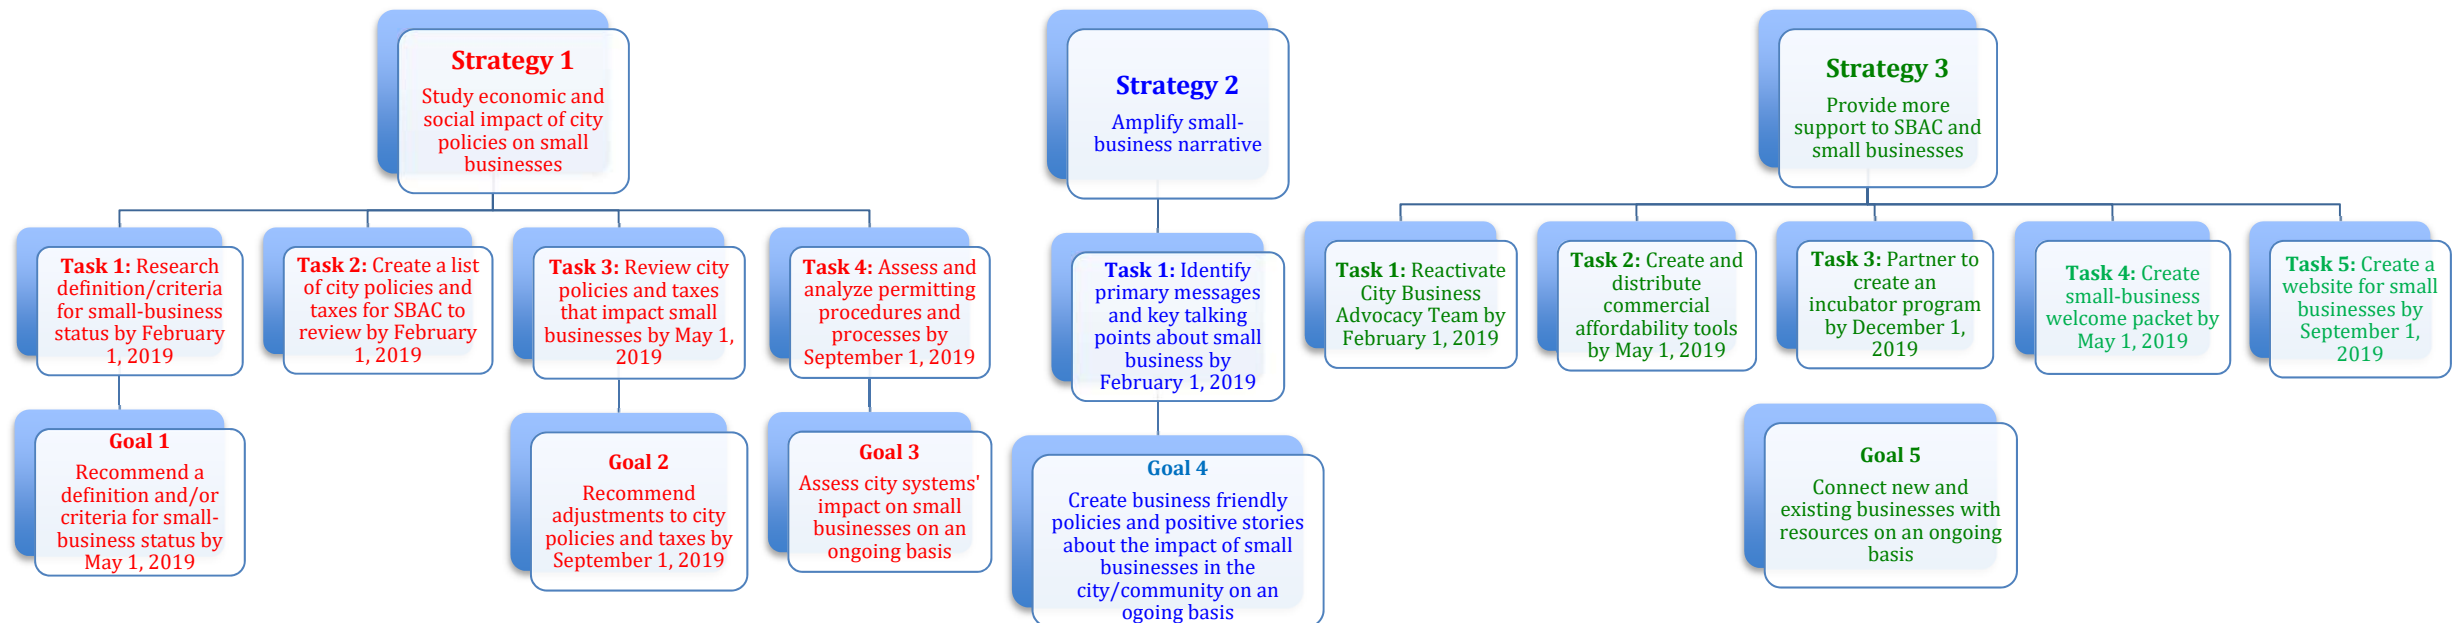 Strategy 1
Study economic and
social impact of city
policies on small
businesses
Strategy 2
Amplify small-
business narrative
Strategy 3
Provide more
support to SBAC and
small businesses
Task 1: Research
definition/criteria
for small-business
status by February
1, 2019
Task 2: Create a list
of city policies and
taxes for SBAC to
review by February
1, 2019
Task 3: Review city
policies and taxes
that impact small
businesses by May 1,
2019
Task 4: Assess and
analyze permitting
procedures and
processes by
September 1, 2019
Task 1: Identify
primary messages
and key talking
points about small
business by
February 1, 2019
Task 1: Reactivate
City Business
Advocacy Team by
February 1, 2019
Task 2: Create and
distribute
commercial
affordability tools
by May 1, 2019
Task 3: Partner to
create an
incubator program
by December 1,
2019
Task 4: Create
small-business
welcome packet by
May 1, 2019
Task 5: Create a
website for small
businesses by
September 1,
2019
Goal 1
Recommend a
definition and/or
criteria for small-
business status by
May 1, 2019
Goal 2
Recommend
adjustments to city
policies and taxes by
September 1, 2019
Goal 3
Assess city systems'
impact on small
businesses on an
ongoing basis
Goal 4
Create business friendly
policies and positive stories
about the impact of small
businesses in the
city/community on an
ogoing basis
Goal 5
Connect new and
existing businesses with
resources on an ongoing
basis